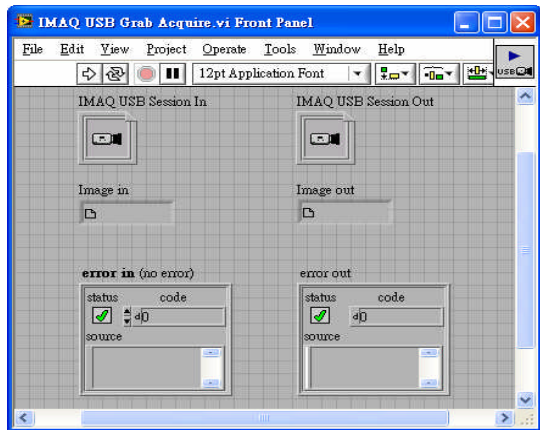 IMAQ USB Grab Acquire.vi Front Panel
File Edit View Project Operate Tools Window Help
12pt Application Font
USB
IMAQ USB Session In IMAQ USB Session Out
Image in Image out
error in (no error) error out
status code status code
d0 d0
source source